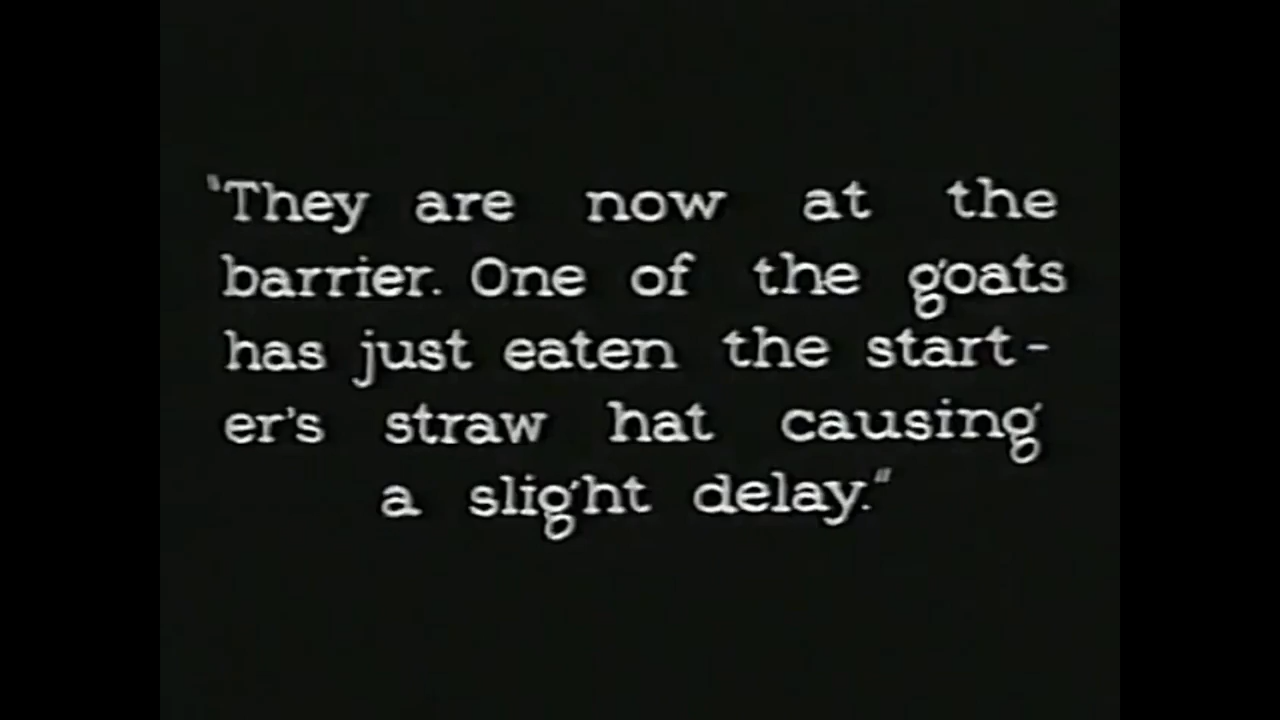 "They are now at the
barrier. One of the goats
has just eaten the start-
er's straw hat causing
a slight delay."